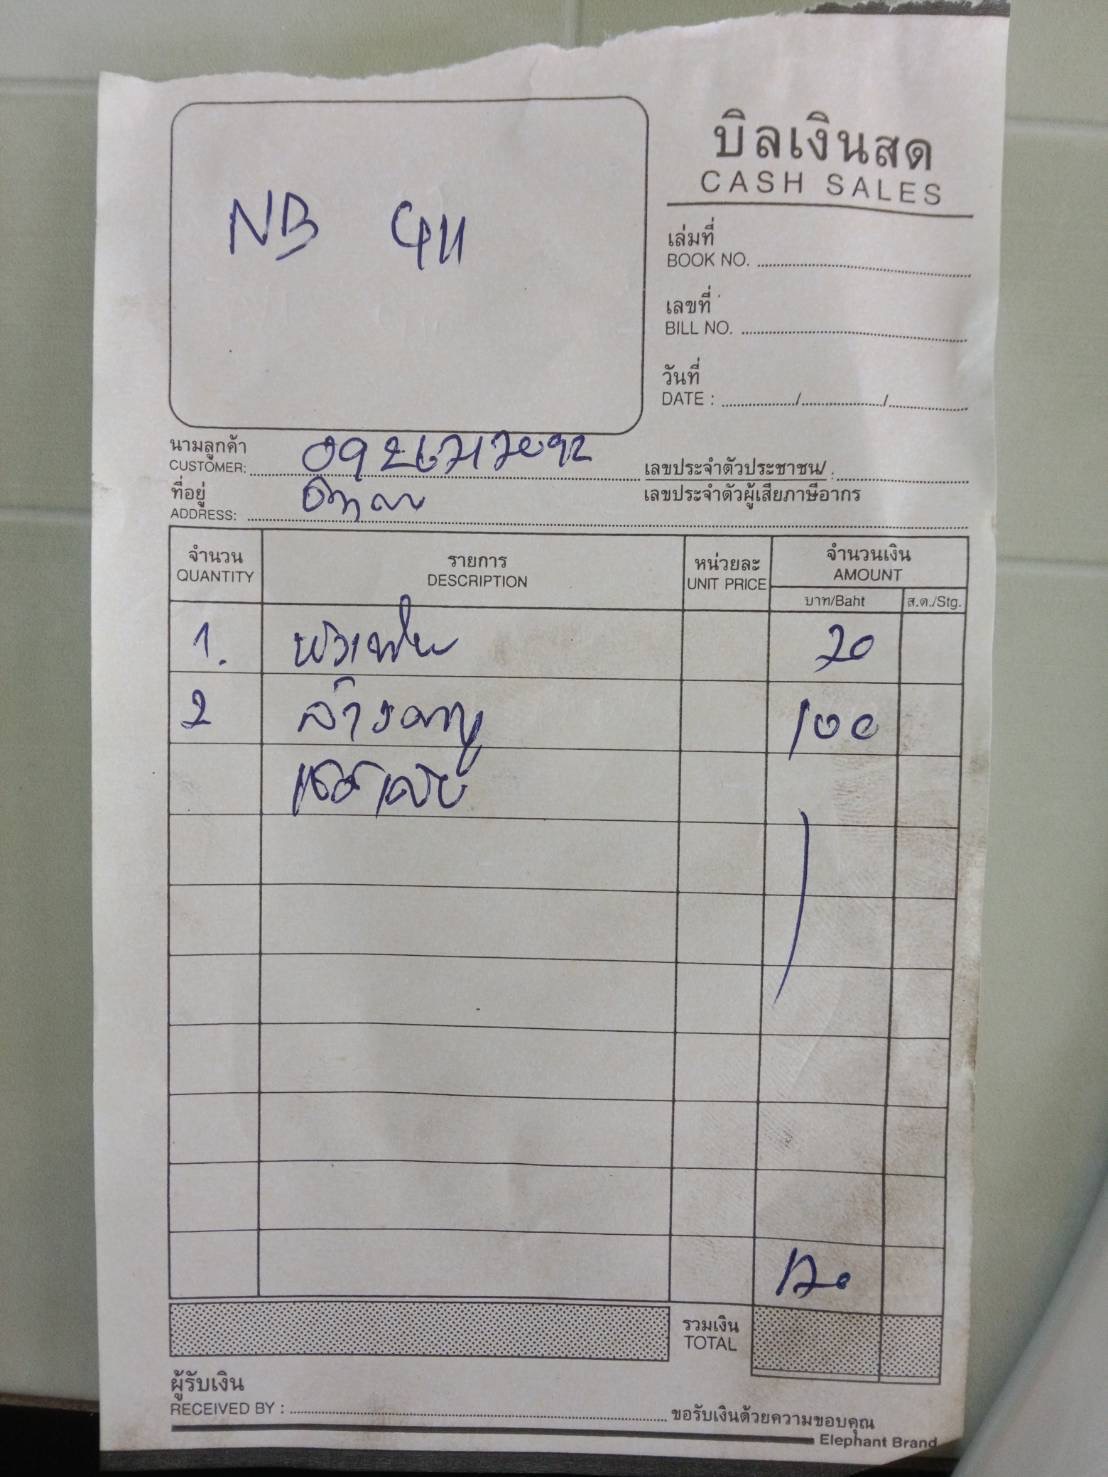 บิลเงินสด
CASH SALES
NB
เล่มที่
BOOK NO.
เลขที่
BILL NO.
วันที่
DATE : / /
นามลูกค้า
CUSTOMER:
เลขประจำตัวประชาชน/
ที่อยู่
เลขประจำตัวผู้เสียภาษีอากร
ADDRESS:
จำนวน รายการ หน่วยละ จำนวนเงิน
QUANTITY DESCRIPTION UNIT PRICE AMOUNT
บาท/Baht ส.ต./Stg.
1. 20
2 100
120
รวมเงิน
TOTAL
ผู้รับเงิน
RECEIVED BY : ขอรับเงินด้วยความขอบคุณ
Elephant Brand